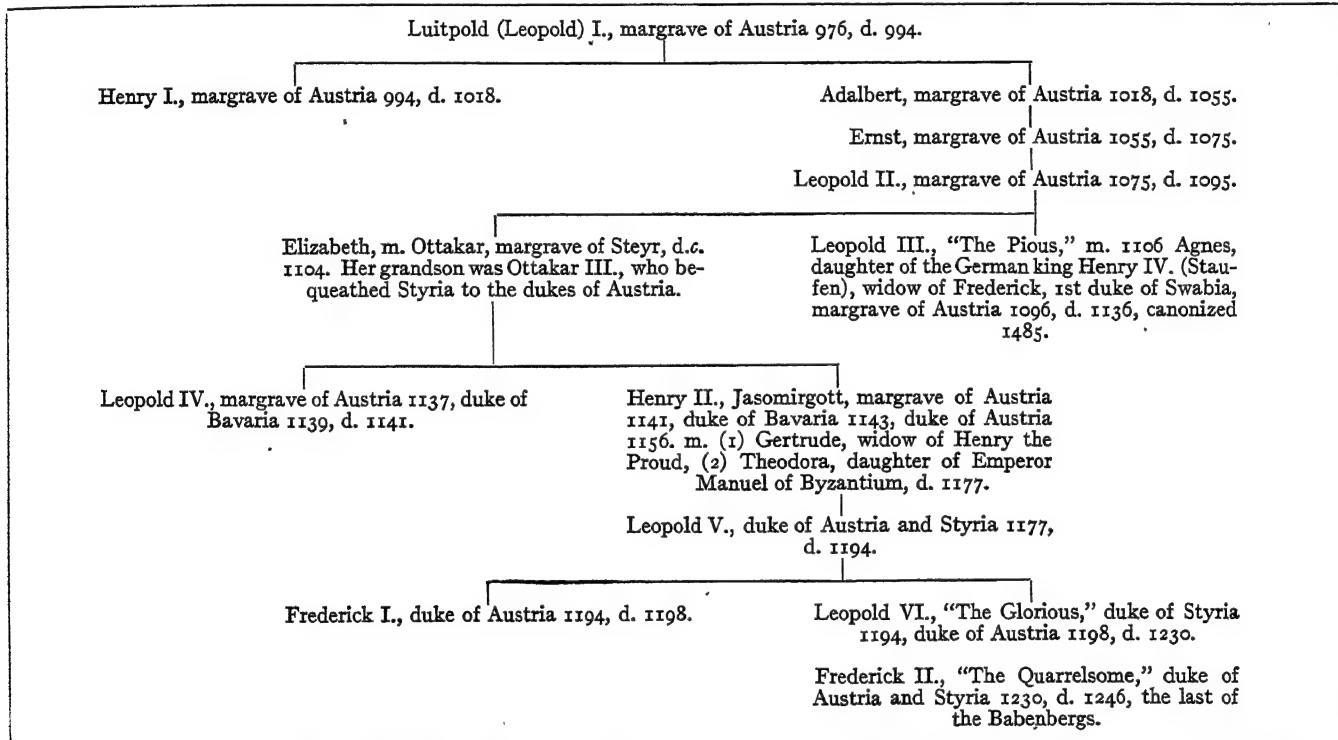 Luitpold (Leopold) I., margrave of Austria 976, d. 994.
Henry I., margrave of Austria 994, d. 1018.
Adalbert, margrave of Austria 1018, d. 1055.
Ernst, margrave of Austria 1055, d. 1075.
Leopold II., margrave of Austria 1075, d. 1095.
Elizabeth, m. Ottakar, margrave of Steyr, d.c.
1104. Her grandson was Ottakar III., who be-
queathed Styria to the dukes of Austria.
Leopold III., "The Pious," m. 1106 Agnes,
daughter of the German king Henry IV. (Stau-
fen), widow of Frederick, 1st duke of Swabia,
margrave of Austria 1096, d. 1136, canonized
1485.
Leopold IV., margrave of Austria 1137, duke of
Bavaria 1139, d. 1141.
Henry II., Jasomirgott, margrave of Austria
1141, duke of Bavaria 1143, duke of Austria
1156. m. (1) Gertrude, widow of Henry the
Proud, (2) Theodora, daughter of Emperor
Manuel of Byzantium, d. 1177.
Leopold V., duke of Austria and Styria 1177,
d. 1194.
Frederick I., duke of Austria 1194, d. 1198.
Leopold VI., "The Glorious," duke of Styria
1194, duke of Austria 1198, d. 1230.
Frederick II., "The Quarrelsome," duke of
Austria and Styria 1230, d. 1246, the last of
the Babenbergs.